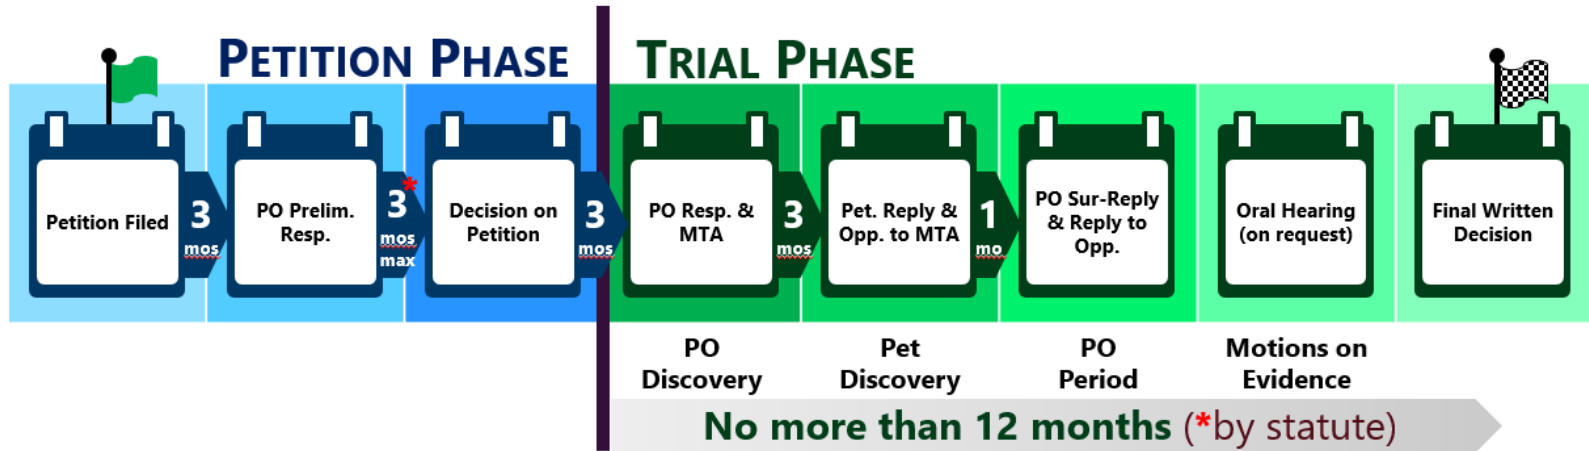 PETITION PHASE
TRIAL PHASE
Petition Filed
3
mos
PO Prelim.
Resp.
3*
mos
max
Decision on
Petition
3
mos
PO Resp. &
MTA
3
mos
Pet. Reply &
Opp. to MTA
1
mo
PO Sur-Reply
& Reply to
Opp.
Oral Hearing
(on request)
Final Written
Decision
PO
Discovery
Pet
Discovery
PO
Period
Motions on
Evidence
No more than 12 months (*by statute)